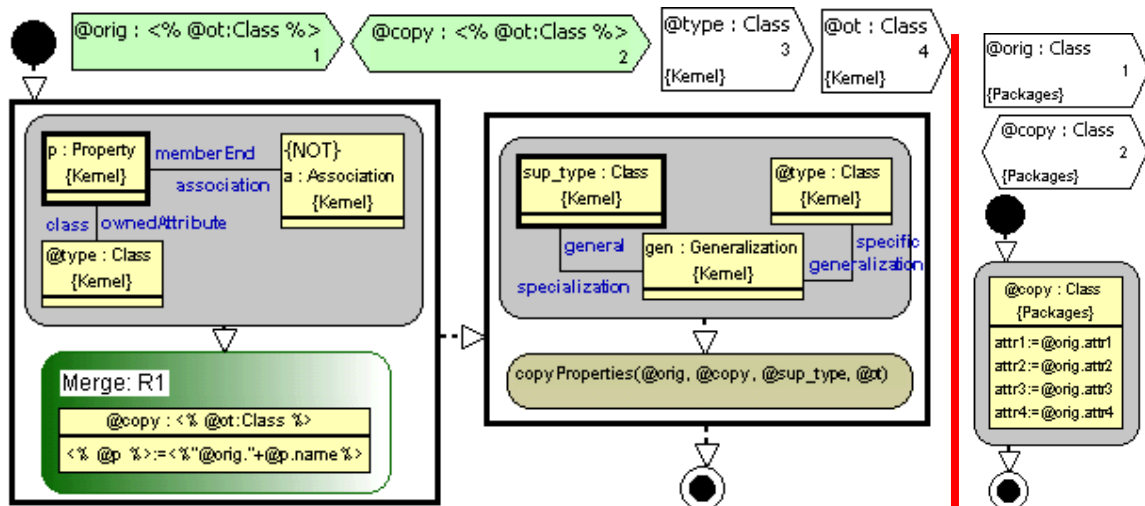 @orig : <% @ot:Class %>
1
@copy : <% @ot:Class %>
2
@type : Class
3
{Kernel}
@ot : Class
4
{Kernel}
p : Property
{Kernel}
memberEnd
association
{NOT}
a : Association
{Kernel}
class
ownedAttribute
@type : Class
{Kernel}
Merge: R1
@copy : <% @ot:Class %>
<% @p %>:=<%"@orig."+@p.name%>
sup_type : Class
{Kernel}
@type : Class
{Kernel}
general
gen : Generalization
{Kernel}
specific
generalization
specialization
copyProperties(@orig, @copy, @sup_type, @ot)
@orig : Class
1
{Packages}
@copy : Class
2
{Packages}
@copy : Class
{Packages}
attr1:=@orig.attr1
attr2:=@orig.attr2
attr3:=@orig.attr3
attr4:=@orig.attr4